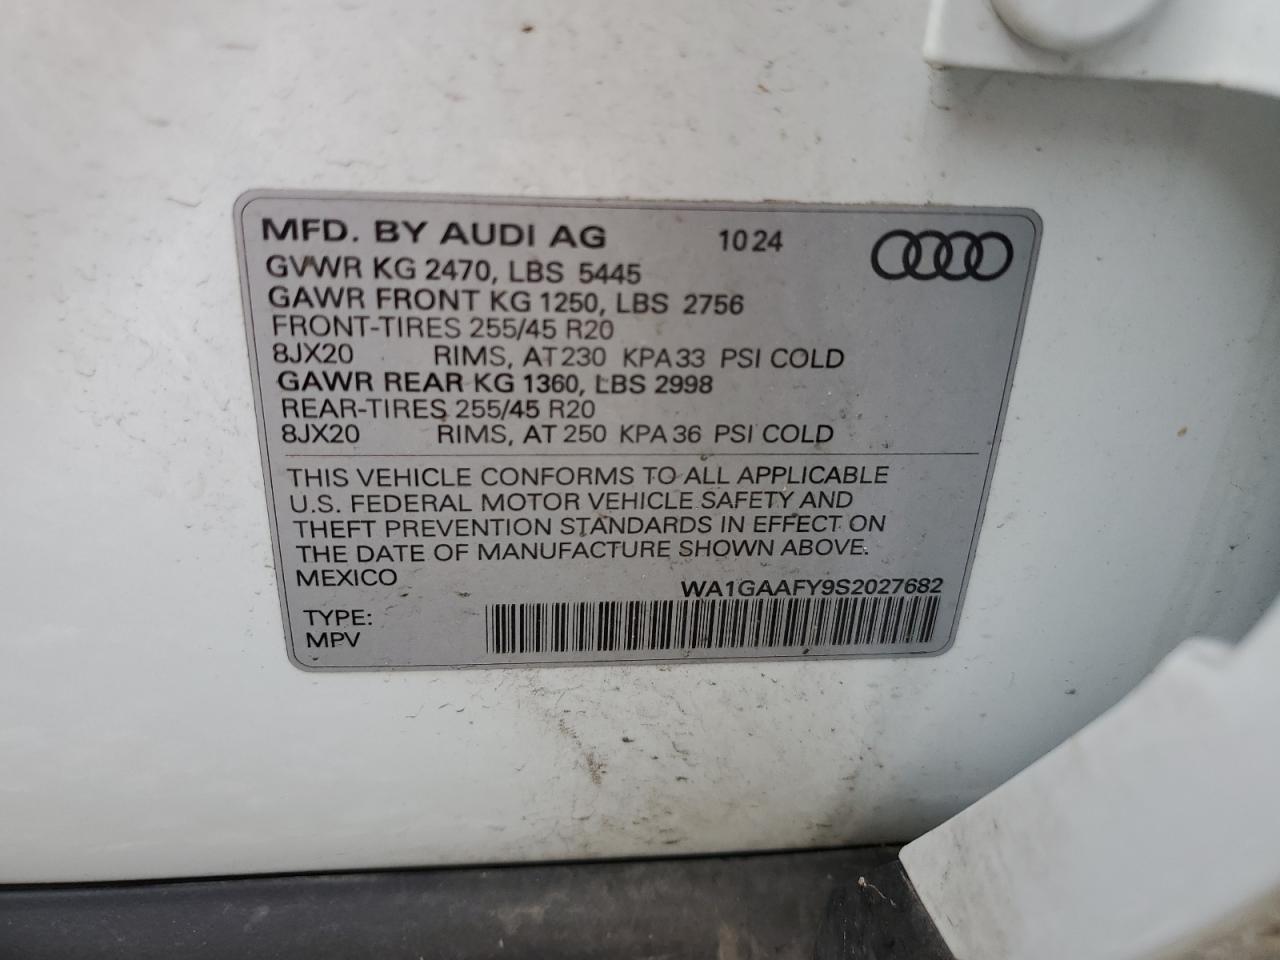 MFD. BY AUDI AG 1024
GVWR KG 2470, LBS 5445
GAWR FRONT KG 1250, LBS 2756
FRONT-TIRES 255/45 R20
8JX20 RIMS, AT 230 KPA 33 PSI COLD
GAWR REAR KG 1360, LBS 2998
REAR-TIRES 255/45 R20
8JX20 RIMS, AT 250 KPA 36 PSI COLD
THIS VEHICLE CONFORMS TO ALL APPLICABLE
U.S. FEDERAL MOTOR VEHICLE SAFETY AND
THEFT PREVENTION STANDARDS IN EFFECT ON
THE DATE OF MANUFACTURE SHOWN ABOVE.
MEXICO WA1GAAFY9S2027682
TYPE:
MPV